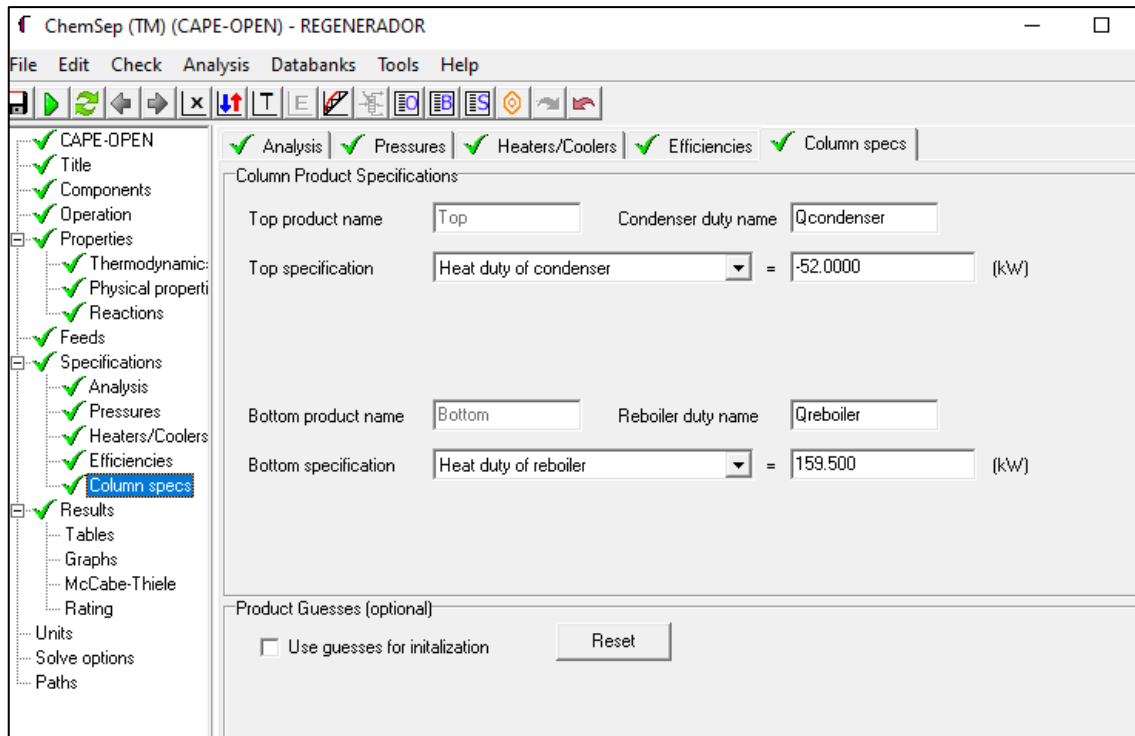 ChemSep (TM) (CAPE-OPEN) - REGENERADOR
File Edit Check Analysis Databanks Tools Help
x T E O B S
CAPE-OPEN
Title
Components
Operation
Properties
Thermodynamic:
Physical properti
Reactions
Feeds
Specifications
Analysis
Pressures
Heaters/Coolers
Efficiencies
Column specs
Results
Tables
Graphs
McCabe-Thiele
Rating
Units
Solve options
Paths
Analysis Pressures Heaters/Coolers Efficiencies Column specs
Column Product Specifications
Top product name Top Condenser duty name Qcondenser
Top specification Heat duty of condenser = -52.0000 (kW)
Bottom product name Bottom Reboiler duty name Qreboiler
Bottom specification Heat duty of reboiler = 159.500 (kW)
Product Guesses (optional)
Use guesses for initalization Reset